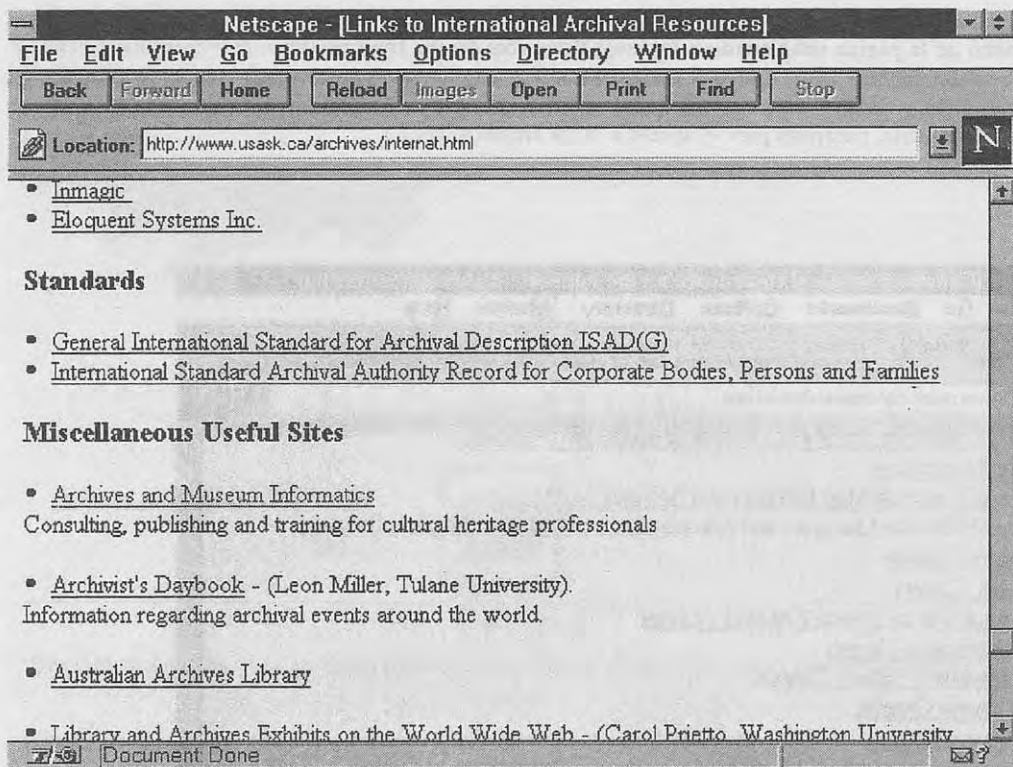 Netscape - [Links to International Archival Resources]
File Edit View Go Bookmarks Options Directory Window Help
Back Forward Home Reload Images Open Print Find Stop
Location: http://www.usask.ca/archives/internat.html N
• Inmagic
• Eloquent Systems Inc.
Standards
• General International Standard for Archival Description ISAD(G)
• International Standard Archival Authority Record for Corporate Bodies, Persons and Families
Miscellaneous Useful Sites
• Archives and Museum Informatics
Consulting, publishing and training for cultural heritage professionals
• Archivist's Daybook - (Leon Miller, Tulane University).
Information regarding archival events around the world.
• Australian Archives Library
• Library and Archives Exhibits on the World Wide Web - (Carol Prietto, Washington University
Document: Done